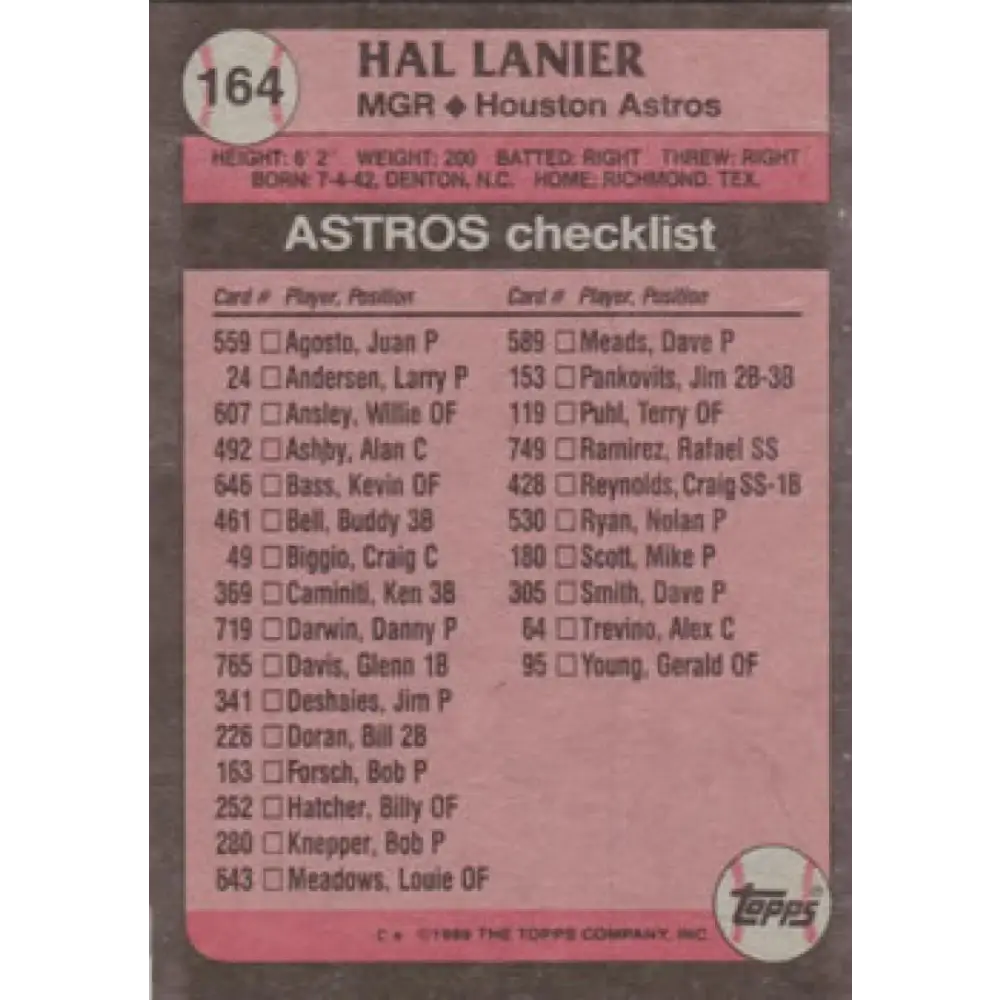 164
HAL LANIER
MGR ◆ Houston Astros
HEIGHT: 6' 2" WEIGHT: 200 BATTED: RIGHT THREW: RIGHT
BORN: 7-4-42, DENTON, N.C. HOME: RICHMOND, TEX.
ASTROS checklist
Card # Player, Position
559 □ Agosto, Juan P
24 □ Andersen, Larry P
607 □ Ansley, Willie OF
492 □ Ashby, Alan C
646 □ Bass, Kevin OF
461 □ Bell, Buddy 3B
49 □ Biggio, Craig C
369 □ Caminiti, Ken 3B
719 □ Darwin, Danny P
765 □ Davis, Glenn 1B
341 □ Deshaies, Jim P
226 □ Doran, Bill 2B
163 □ Forsch, Bob P
252 □ Hatcher, Billy OF
280 □ Knepper, Bob P
643 □ Meadows, Louie OF
Card # Player, Position
589 □ Meads, Dave P
153 □ Pankovits, Jim 2B-3B
119 □ Puhl, Terry OF
749 □ Ramirez, Rafael SS
428 □ Reynolds, Craig SS-1B
530 □ Ryan, Nolan P
180 □ Scott, Mike P
305 □ Smith, Dave P
64 □ Trevino, Alex C
95 □ Young, Gerald OF
TOPPS®
C* ©1989 THE TOPPS COMPANY, INC.